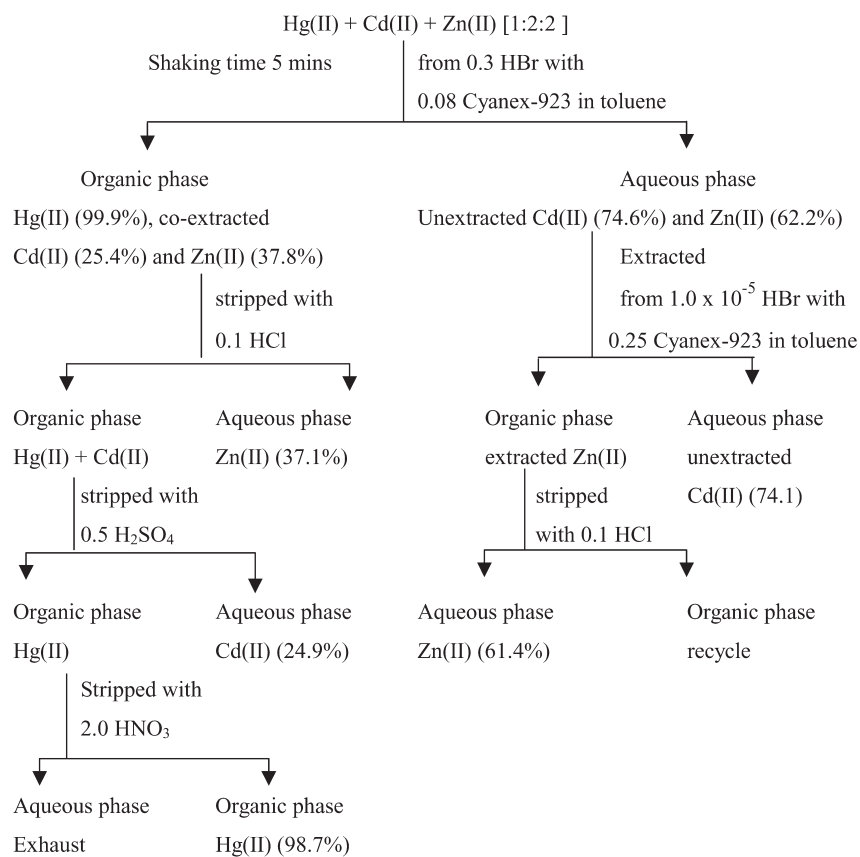 Hg(II) + Cd(II) + Zn(II) [1:2:2 ]
Shaking time 5 mins
from 0.3 HBr with
0.08 Cyanex-923 in toluene
Organic phase
Hg(II) (99.9%), co-extracted
Cd(II) (25.4%) and Zn(II) (37.8%)
Aqueous phase
Unextracted Cd(II) (74.6%) and Zn(II) (62.2%)
stripped with
0.1 HCl
Extracted
from 1.0 x 10⁻⁵ HBr with
0.25 Cyanex-923 in toluene
Organic phase
Hg(II) + Cd(II)
Aqueous phase
Zn(II) (37.1%)
Organic phase
extracted Zn(II)
Aqueous phase
unextracted
Cd(II) (74.1)
stripped with
0.5 H₂SO₄
stripped
with 0.1 HCl
Organic phase
Hg(II)
Aqueous phase
Cd(II) (24.9%)
Aqueous phase
Zn(II) (61.4%)
Organic phase
recycle
Stripped with
2.0 HNO₃
Aqueous phase
Exhaust
Organic phase
Hg(II) (98.7%)